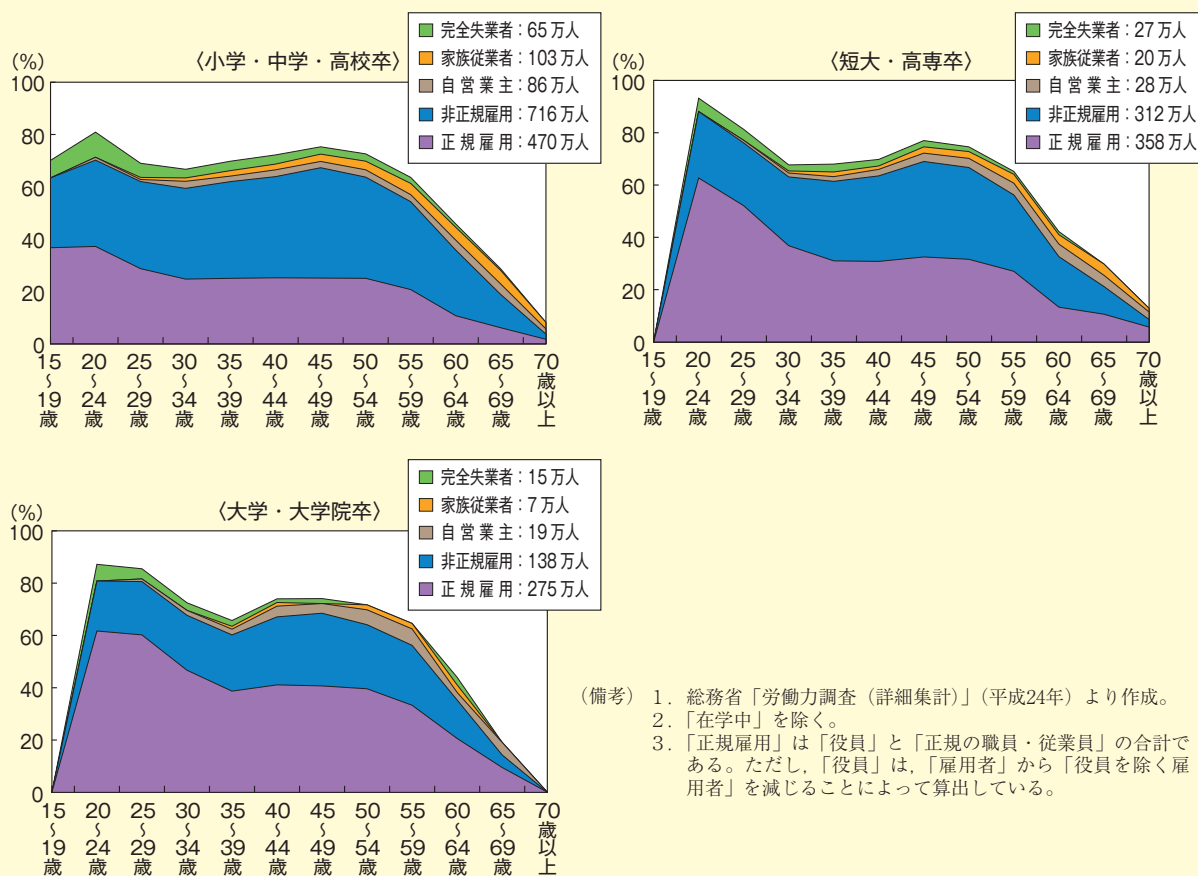 〈小学・中学・高校卒〉
完全失業者：65万人
家族従業者：103万人
自営業主：86万人
非正規雇用：716万人
正規雇用：470万人
(%)
100
80
60
40
20
0
15〜19歳
20〜24歳
25〜29歳
30〜34歳
35〜39歳
40〜44歳
45〜49歳
50〜54歳
55〜59歳
60〜64歳
65〜69歳
70歳以上
〈短大・高専卒〉
完全失業者：27万人
家族従業者：20万人
自営業主：28万人
非正規雇用：312万人
正規雇用：358万人
(%)
100
80
60
40
20
0
15〜19歳
20〜24歳
25〜29歳
30〜34歳
35〜39歳
40〜44歳
45〜49歳
50〜54歳
55〜59歳
60〜64歳
65〜69歳
70歳以上
〈大学・大学院卒〉
完全失業者：15万人
家族従業者：7万人
自営業主：19万人
非正規雇用：138万人
正規雇用：275万人
(%)
100
80
60
40
20
0
15〜19歳
20〜24歳
25〜29歳
30〜34歳
35〜39歳
40〜44歳
45〜49歳
50〜54歳
55〜59歳
60〜64歳
65〜69歳
70歳以上
（備考）1．総務省「労働力調査（詳細集計）」（平成24年）より作成。
2．「在学中」を除く。
3．「正規雇用」は「役員」と「正規の職員・従業員」の合計で
ある。ただし，「役員」は，「雇用者」から「役員を除く雇
用者」を減じることによって算出している。